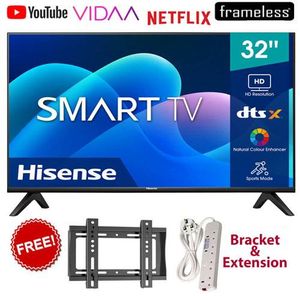 YouTube VIDAA NETFLIX frameless
32"
HD
HD Resolution
SMART TV
dts X
Natural Colour Enhancer
Hisense
Sports Mode
Hisense
FREE!
Bracket
&
Extension